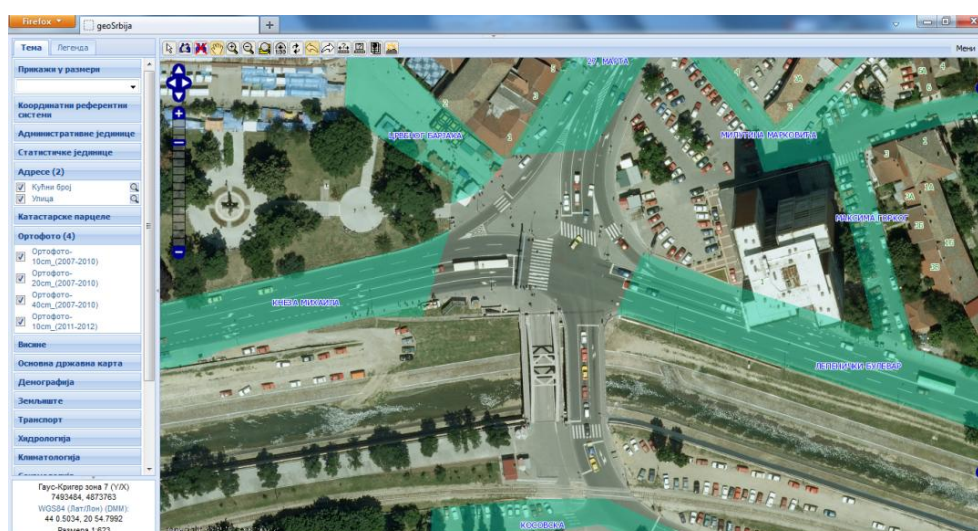 Firefox
geoSrbija
Мени
Тема
Легенда
Прикажи у размери
Координатни референтни
системи
Административне јединице
Статистичке јединице
Адресе (2)
Кућни број
Улица
Катастарске парцеле
Ортофото (4)
Ортофото-
10cm_(2007-2010)
Ортофото-
20cm_(2007-2010)
Ортофото-
40cm_(2007-2010)
Ортофото-
10cm_(2011-2012)
Висине
Основна државна карта
Демографија
Земљиште
Транспорт
Хидрологија
Климатологија
Гаус-Кригер зона 7 (Y/X)
7493484, 4873763
WGS84 (Лат/Лон) (DMM):
44 0.5034, 20 54.7992
Размера 1:623
27. МАРТА
ЦРВЕНОГ БАРЈАКА
МИЛУТИНА МАРКОВИЋА
МАКСИМА ГОРКОГ
КНЕЗА МИХАИЛА
ЛЕПЕНИЧКИ БУЛЕВАР
КОСОВСКА